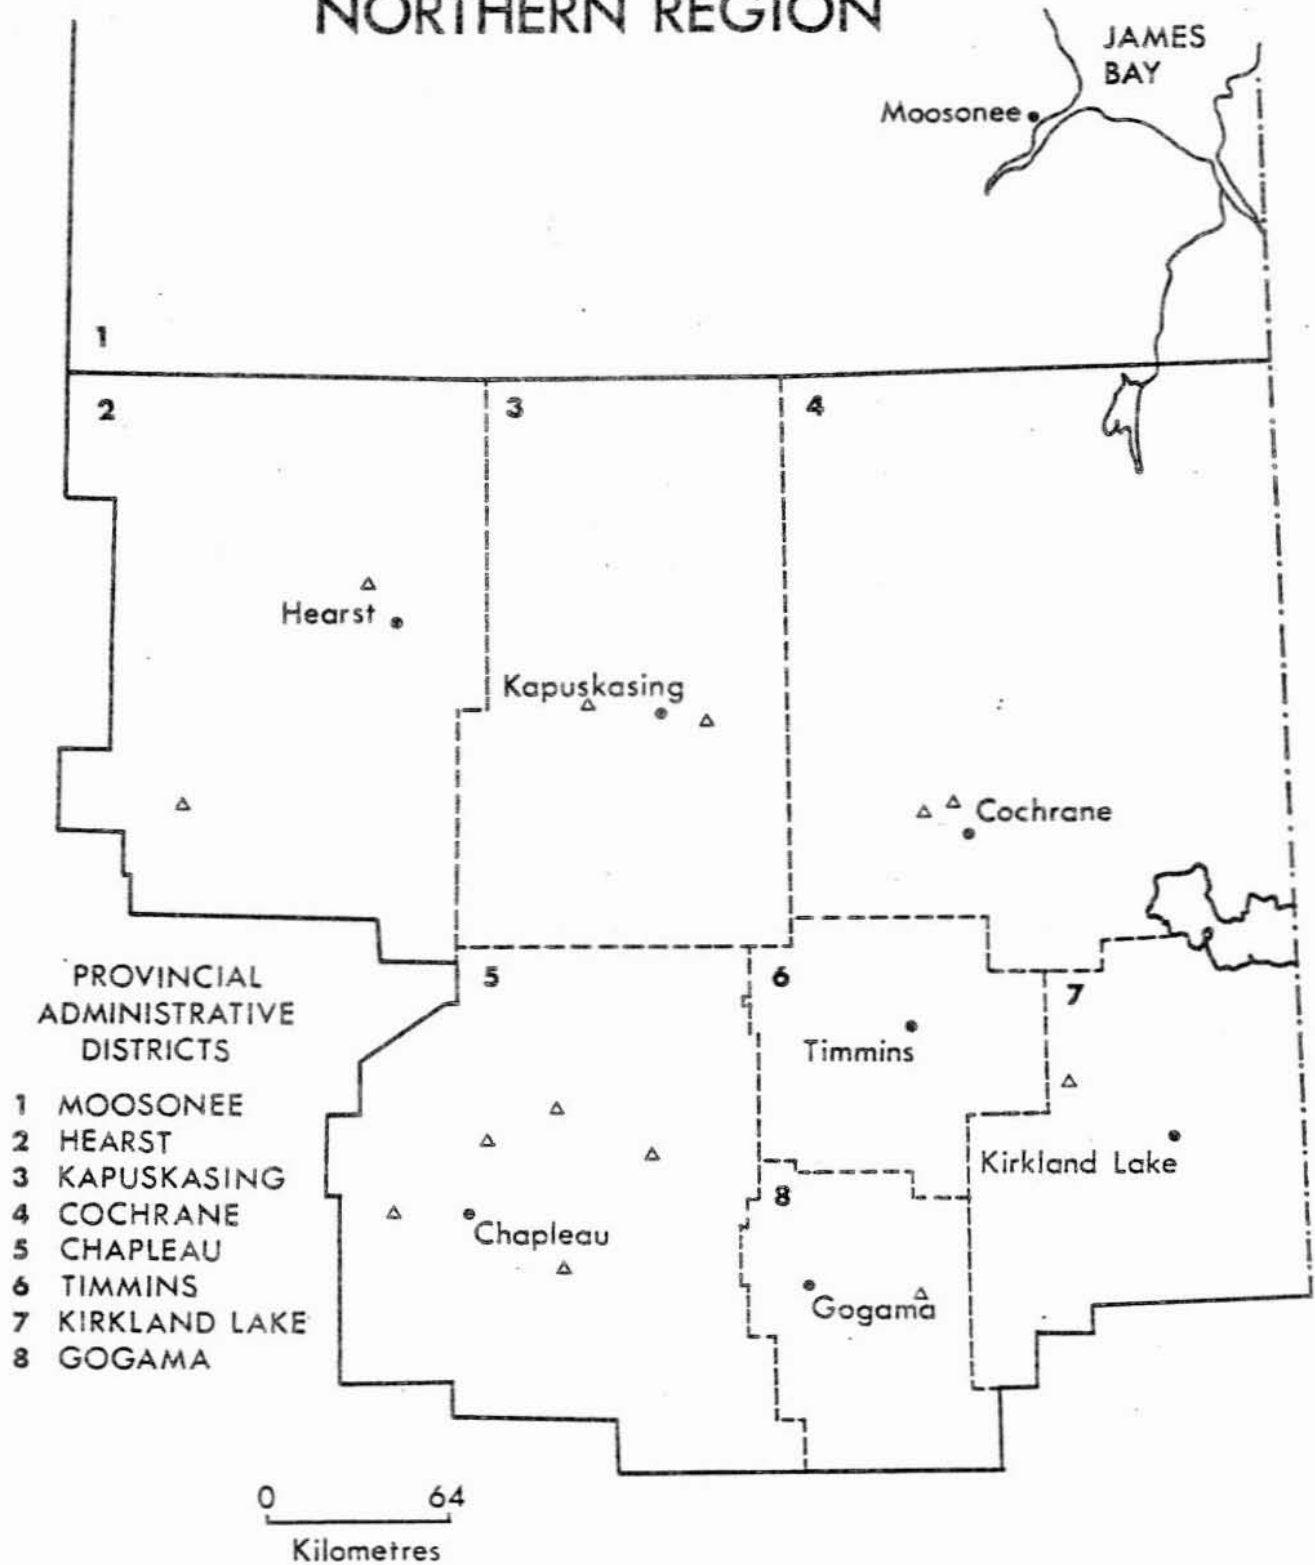 NORTHERN REGION
JAMES
BAY
Moosonee
1
2
3
4
Hearst
Kapuskasing
Cochrane
5
6
7
Timmins
Kirkland Lake
8
Chapleau
Gogama
PROVINCIAL
ADMINISTRATIVE
DISTRICTS
1 MOOSONEE
2 HEARST
3 KAPUSKASING
4 COCHRANE
5 CHAPLEAU
6 TIMMINS
7 KIRKLAND LAKE
8 GOGAMA
0 64
Kilometres